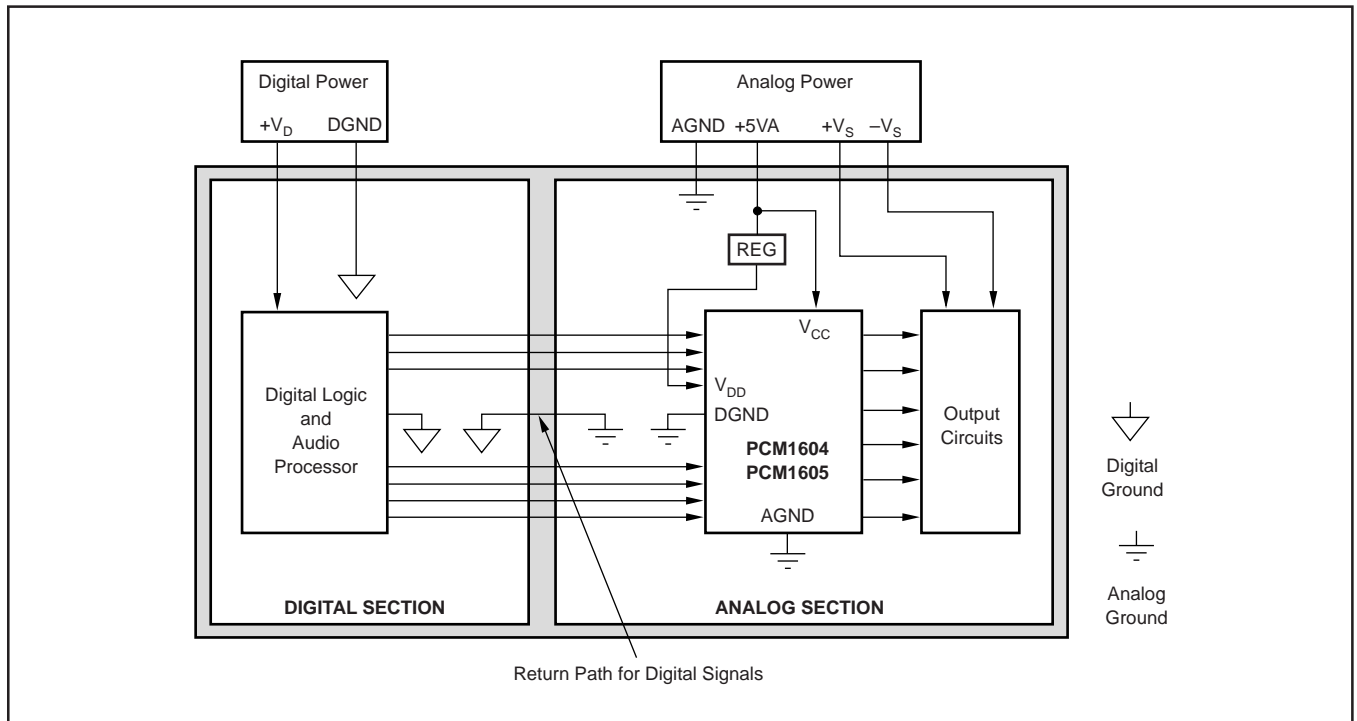 Digital Power
+VD DGND
Analog Power
AGND +5VA +VS –VS
REG
VCC
VDD
DGND
PCM1604
PCM1605
AGND
Digital Logic
and
Audio
Processor
Output
Circuits
Digital
Ground
Analog
Ground
DIGITAL SECTION
ANALOG SECTION
Return Path for Digital Signals